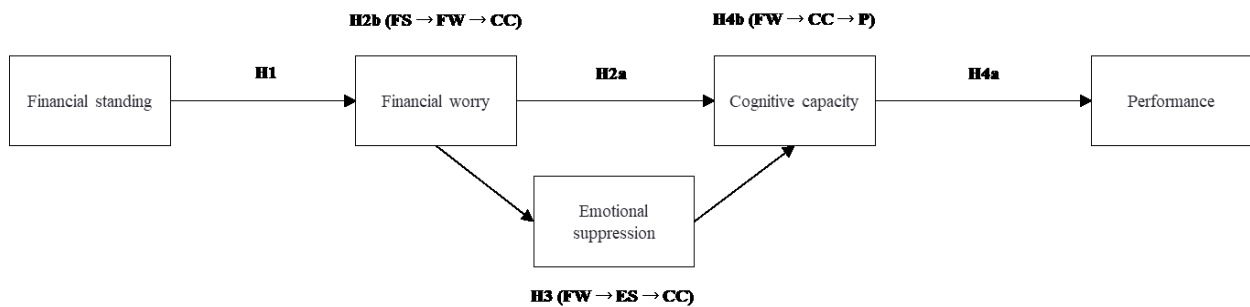 H2b (FS → FW → CC)
H4b (FW → CC → P)
H1
H2a
H4a
Financial standing
Financial worry
Cognitive capacity
Performance
Emotional
suppression
H3 (FW → ES → CC)